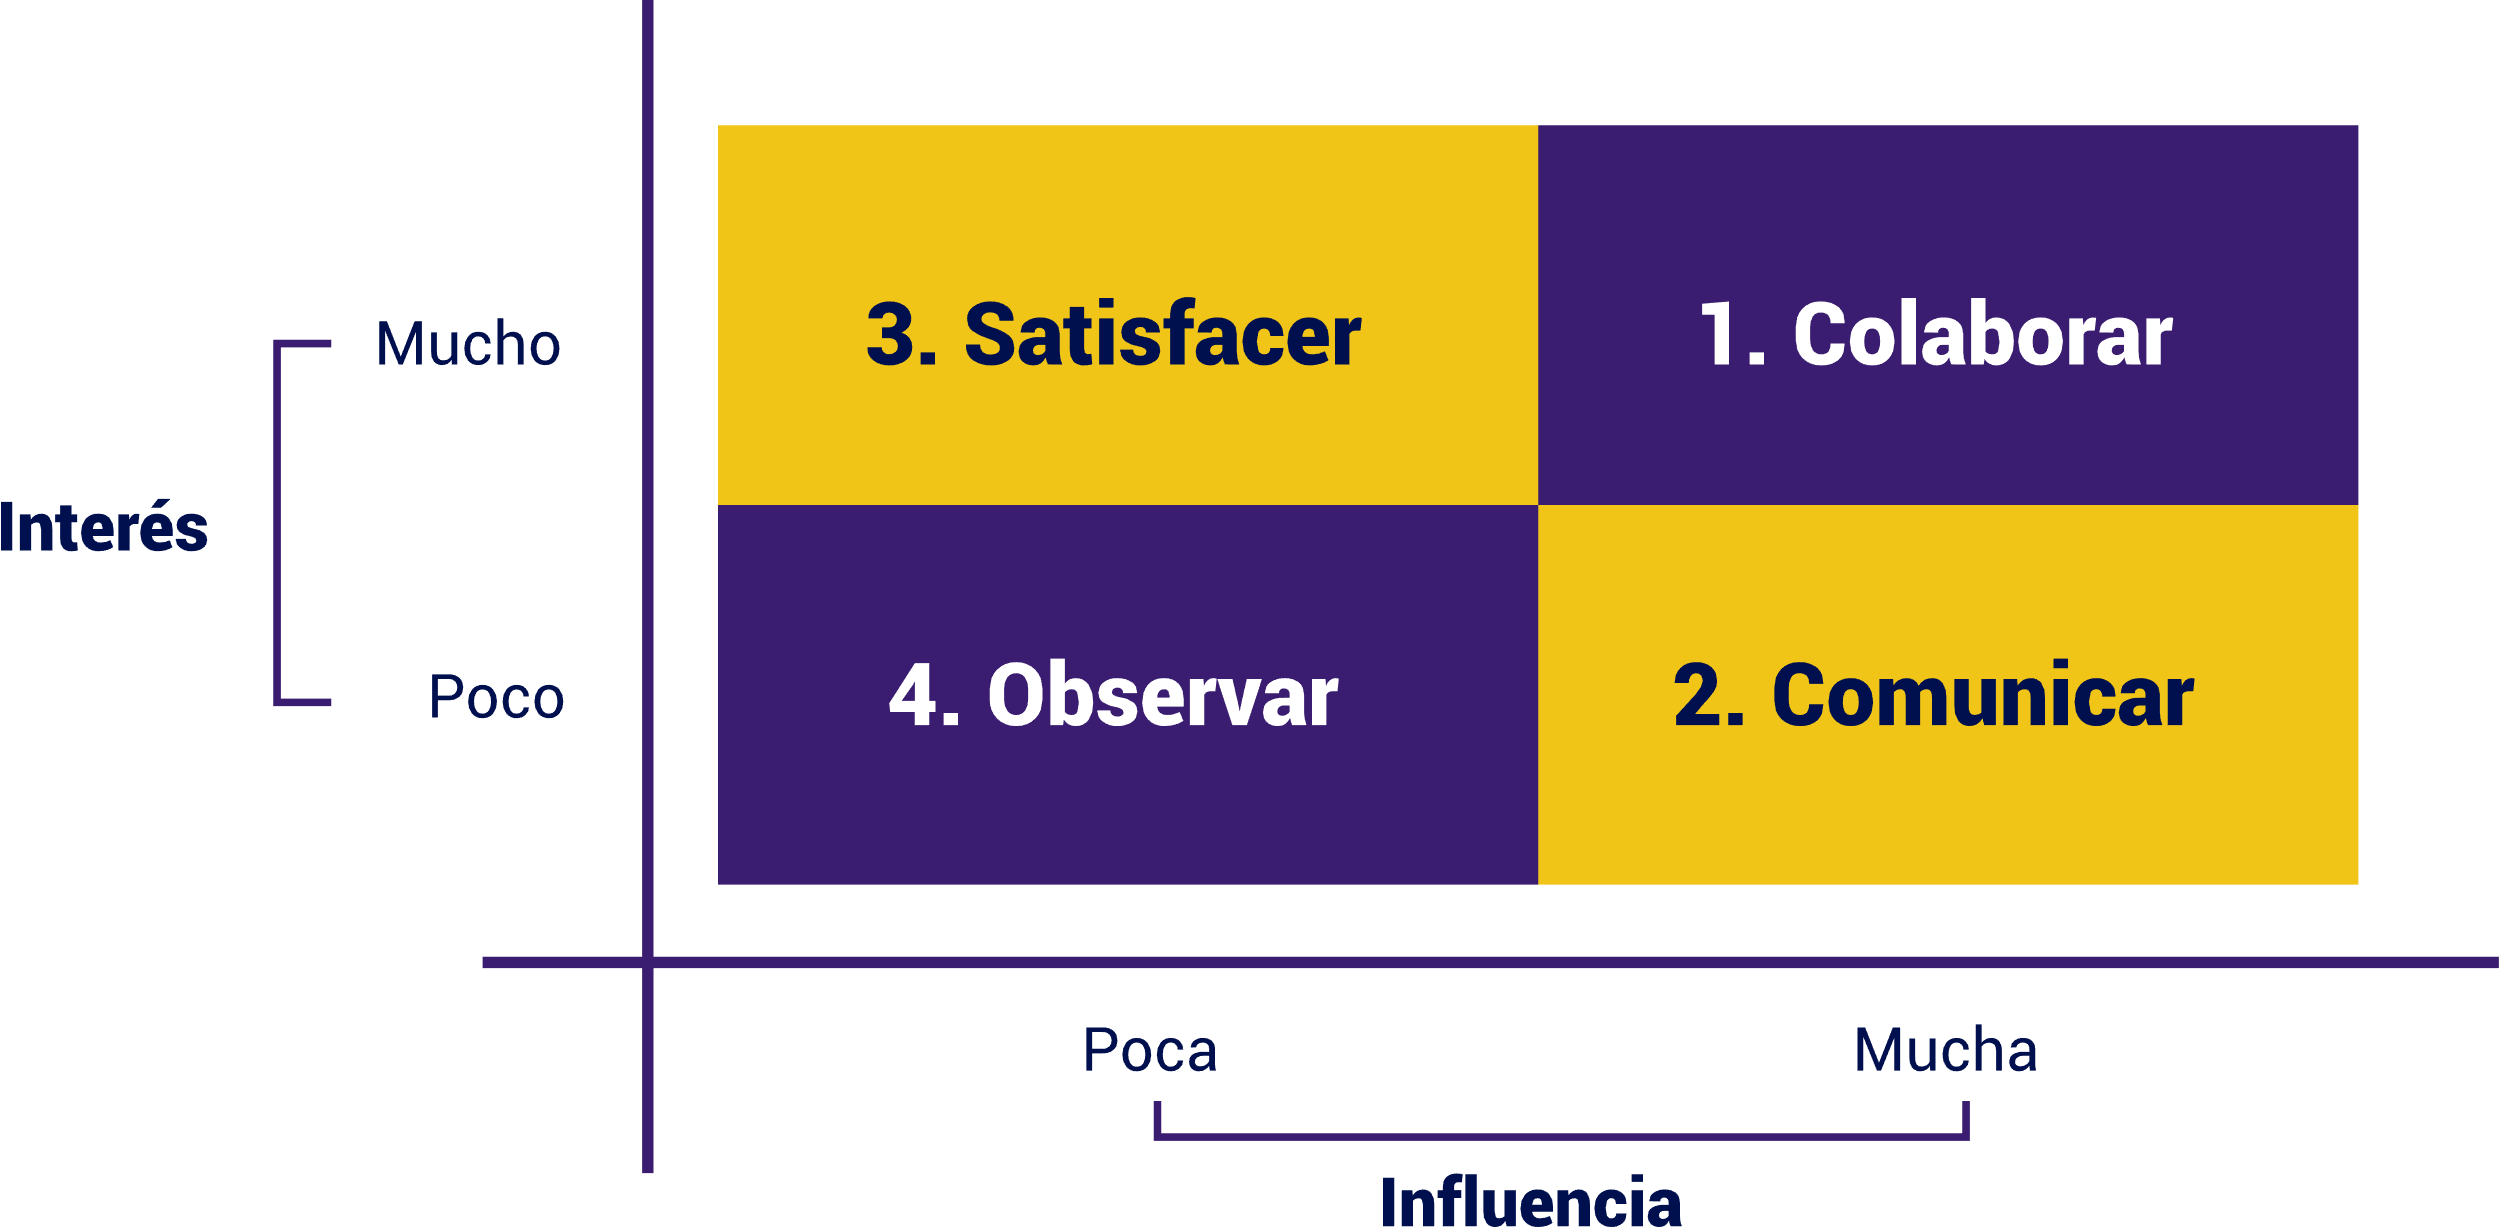 3. Satisfacer
1. Colaborar
Mucho
Interés
Poco
4. Observar
2. Comunicar
Poca
Mucha
Influencia